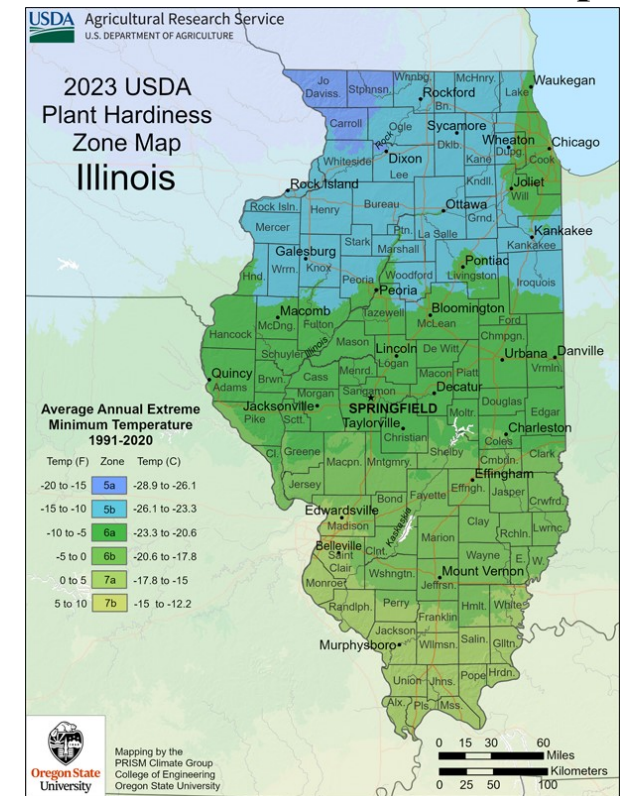 USDA
Agricultural Research Service
U.S. DEPARTMENT OF AGRICULTURE
2023 USDA
Plant Hardiness
Zone Map
Illinois
Jo
Daviss.
Stphnsn.
Wnnbg.
McHnry.
Lake
Waukegan
Rockford
Bn.
Carroll
Ogle
Rock
Sycamore
Dklb.
Wheaton
Chicago
Kane
Dupg.
Cook
Whiteside
Dixon
Lee
Kndll.
Joliet
Will
Rock Island
Rock Isln.
Henry
Bureau
Ottawa
Grnd.
Mercer
Ptn.
La Salle
Kankakee
Kankakee
Stark
Marshall
Galesburg
Pontiac
Hnd.
Wrrn.
Knox
Peoria
Woodford
Livingston
Iroquois
Peoria
Macomb
Tazewell
Bloomington
McLean
Ford
Hancock
McDng.
Fulton
Mason
Chmpgn.
Illinois
Schuyler
Lincoln
Logan
De Witt
Urbana
Danville
Vrmln.
Quincy
Adams
Brwn.
Cass
Menrd.
Macon
Piatt
Morgan
Sangamon
Decatur
Douglas
Edgar
Jacksonville
SPRINGFIELD
Moltr.
Pike
Sctt.
Taylorville
Christian
Coles
Charleston
Cl.
Greene
Macpn.
Mntgmry.
Shelby
Cmbrln.
Clark
Jersey
Effingham
Bond
Fayette
Effngh.
Jasper
Crwfrd.
Edwardsville
Madison
Kaskaskia
Clay
Rchln.
Lwrnc.
Belleville
Saint
Clair
Clnt.
Marion
Wayne
E.
W.
Monroe
Wshngtn.
Mount Vernon
Jeffrsn.
Randlph.
Perry
Franklin
Hmlt.
White
Murphysboro
Jackson
Wllmsn.
Salin.
Glltn.
Union
Jhns.
Pope
Hrdn.
Alx.
Pls.
Mss.
Average Annual Extreme
Minimum Temperature
1991-2020
Temp (F) Zone Temp (C)
-20 to -15 5a -28.9 to -26.1
-15 to -10 5b -26.1 to -23.3
-10 to -5 6a -23.3 to -20.6
-5 to 0 6b -20.6 to -17.8
0 to 5 7a -17.8 to -15
5 to 10 7b -15 to -12.2
Oregon State
University
Mapping by the
PRISM Climate Group
College of Engineering
Oregon State University
0 15 30 60
Miles
Kilometers
0 25 50 100